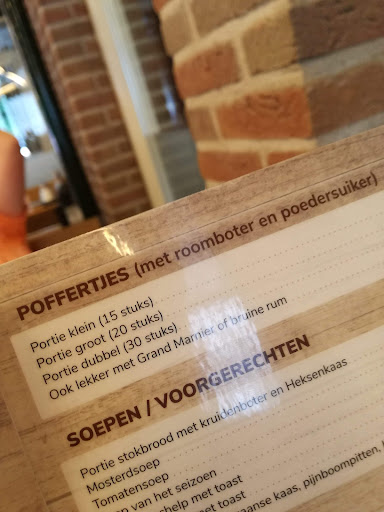 POFFERTJES (met roomboter en poedersuiker)
Portie klein (15 stuks)
Portie groot (20 stuks)
Portie dubbel (30 stuks)
Ook lekker met Grand Marnier of bruine rum
SOEPEN / VOORGERECHTEN
Portie stokbrood met kruidenboter en Heksenkaas
Mosterdsoep
Tomatensoep
van het seizoen
met toast
met toast
kaas, pijnboompitten,